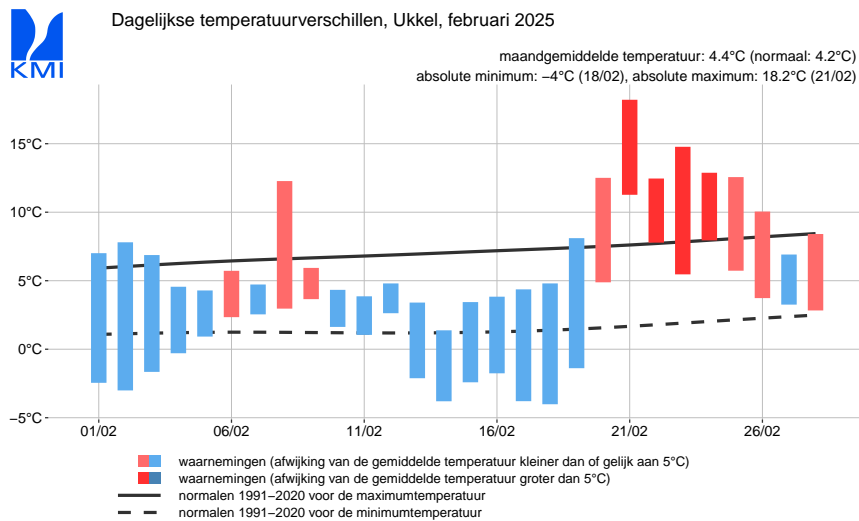 KMI
Dagelijkse temperatuurverschillen, Ukkel, februari 2025
maandgemiddelde temperatuur: 4.4°C (normaal: 4.2°C)
absolute minimum: −4°C (18/02), absolute maximum: 18.2°C (21/02)
15°C
10°C
5°C
0°C
−5°C
01/02 06/02 11/02 16/02 21/02 26/02
waarnemingen (afwijking van de gemiddelde temperatuur kleiner dan of gelijk aan 5°C)
waarnemingen (afwijking van de gemiddelde temperatuur groter dan 5°C)
normalen 1991−2020 voor de maximumtemperatuur
normalen 1991−2020 voor de minimumtemperatuur